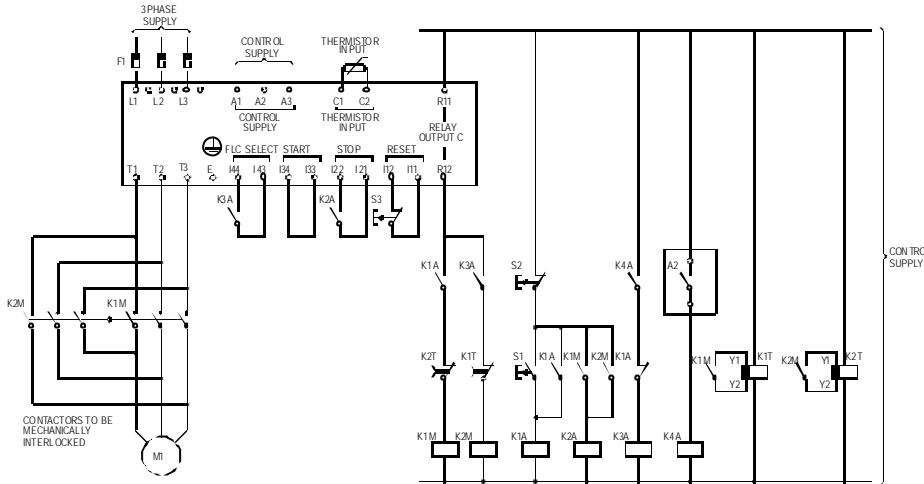 3 PHASE
SUPPLY
F1
CONTROL
SUPPLY
THERMISTOR
INPUT
L1 L2 L3 A1 A2 A3 C1 C2 R11
CONTROL
SUPPLY
THERMISTOR
INPUT
RELAY
OUTPUT C
FLC SELECT START STOP RESET
T1 T2 T3 E I44 I43 I34 I33 I22 I21 I12 I11 R12
K3A K2A S3
K1A K3A S2 K4A A2
CONTRO
SUPPLY
K2M K1M
K2T K1T S1 K1A K1M K2M K1A K1M Y1 K1T K2M Y1 K2T
Y2 Y2
CONTACTORS TO BE
MECHANICALLY
INTERLOCKED
M1
K1M K2M K1A K2A K3A K4A